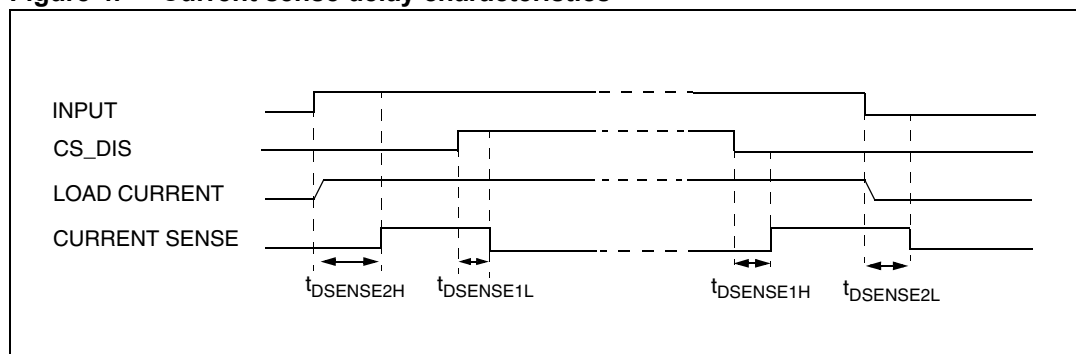 Figure 4. Current sense delay characteristics
INPUT
CS_DIS
LOAD CURRENT
CURRENT SENSE
tDSENSE2H
tDSENSE1L
tDSENSE1H
tDSENSE2L